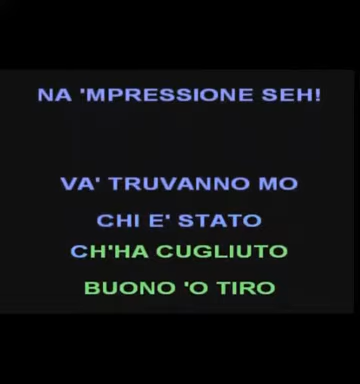 NA 'MPRESSIONE SEH!
VA' TRUVANNO MO
CHI E' STATO
CH'HA CUGLIUTO
BUONO 'O TIRO